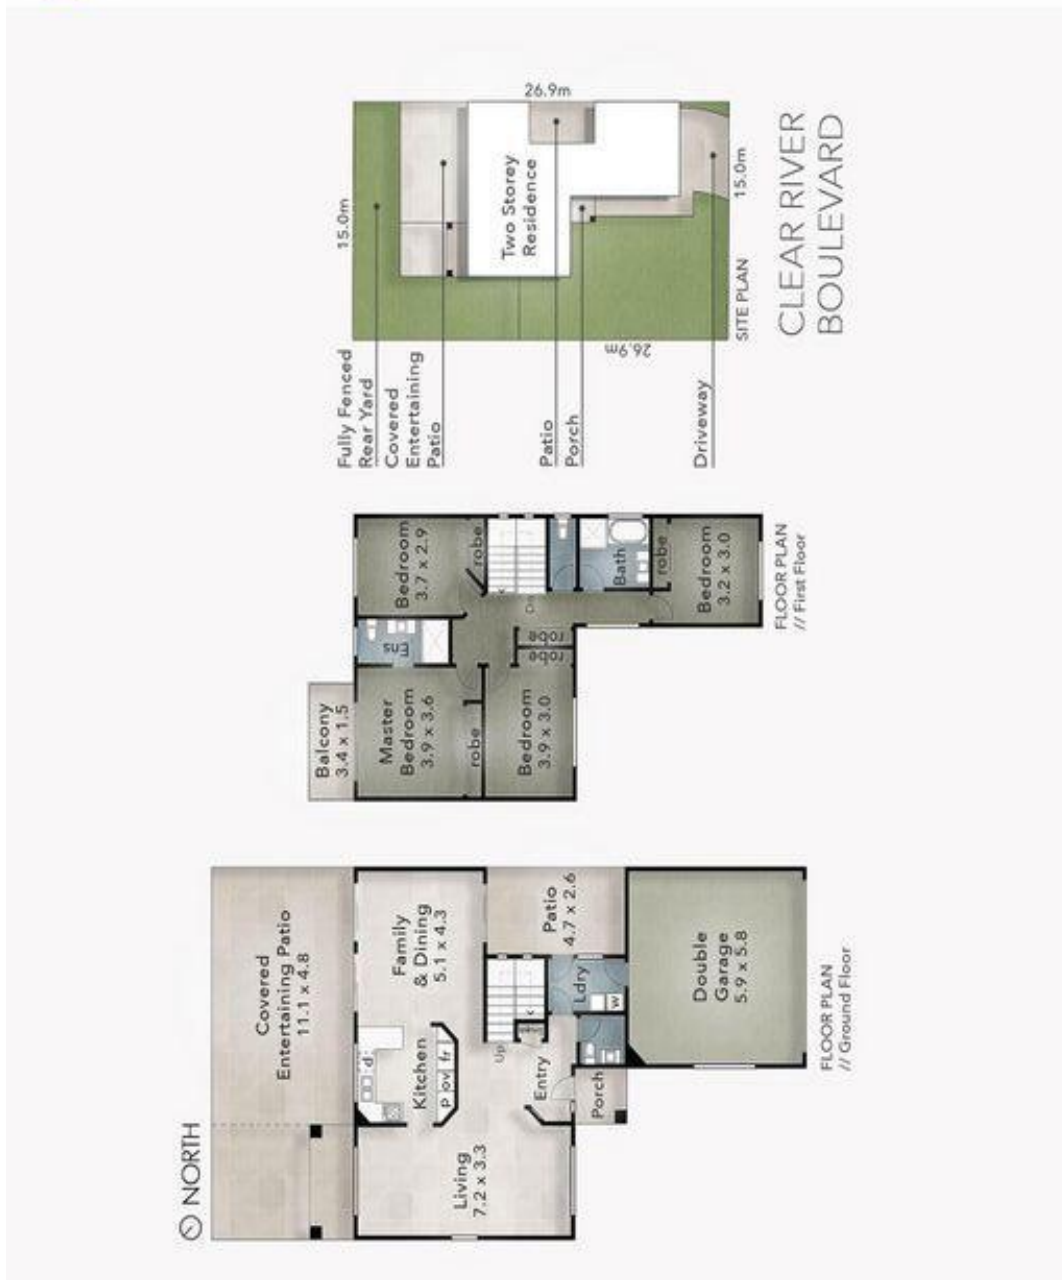 NORTH
Covered
Entertaining Patio
11.1 x 4.8
Living
7.2 x 3.3
Kitchen
P
ov
fr
Family
& Dining
5.1 x 4.3
Up
Entry
Porch
Ldry
W
Patio
4.7 x 2.6
Double
Garage
5.9 x 5.8
FLOOR PLAN
// Ground Floor
Balcony
3.4 x 1.5
Master
Bedroom
3.9 x 3.6
robe
Ens
Bedroom
3.7 x 2.9
robe
Bedroom
3.9 x 3.0
robe
robe
Bath
robe
Bedroom
3.2 x 3.0
FLOOR PLAN
// First Floor
Fully Fenced
Rear Yard
Covered
Entertaining
Patio
Patio
Porch
Driveway
15.0m
26.9m
Two Storey
Residence
15.0m
26.9m
SITE PLAN
CLEAR RIVER
BOULEVARD